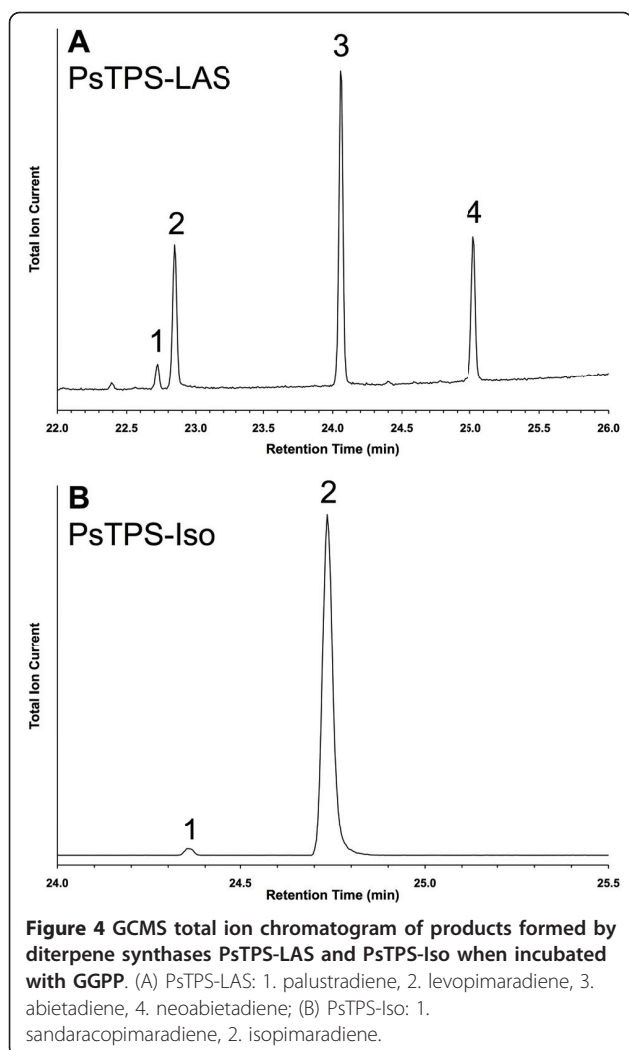 A
PsTPS-LAS
3
2
4
1
Total Ion Current
22.0 22.5 23.0 23.5 24.0 24.5 25.0 25.5 26.0
Retention Time (min)
B
PsTPS-Iso
2
1
Total Ion Current
24.0 24.5 25.0 25.5
Retention Time (min)
Figure 4 GCMS total ion chromatogram of products formed by
diterpene synthases PsTPS-LAS and PsTPS-Iso when incubated
with GGPP. (A) PsTPS-LAS: 1. palustradiene, 2. levopimaradiene, 3.
abietadiene, 4. neoabietadiene; (B) PsTPS-Iso: 1.
sandaracopimaradiene, 2. isopimaradiene.